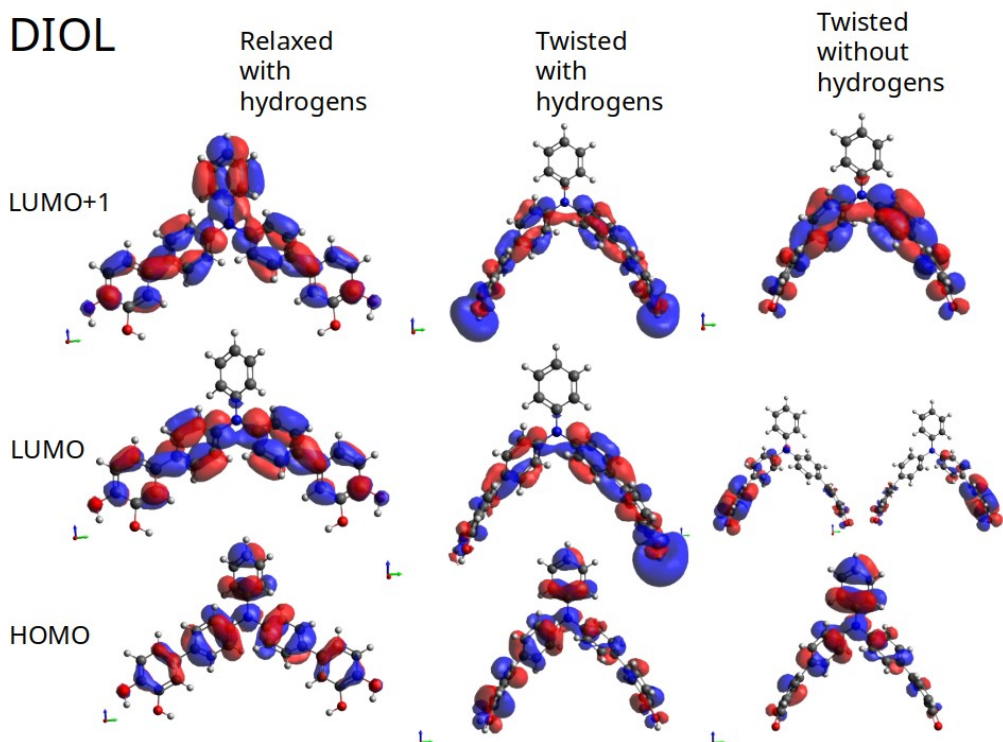 DIOL
Relaxed
with
hydrogens
Twisted
with
hydrogens
Twisted
without
hydrogens
LUMO+1
LUMO
HOMO